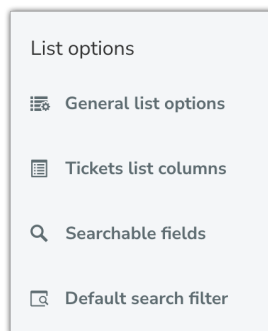 List options
General list options
Tickets list columns
Searchable fields
Default search filter